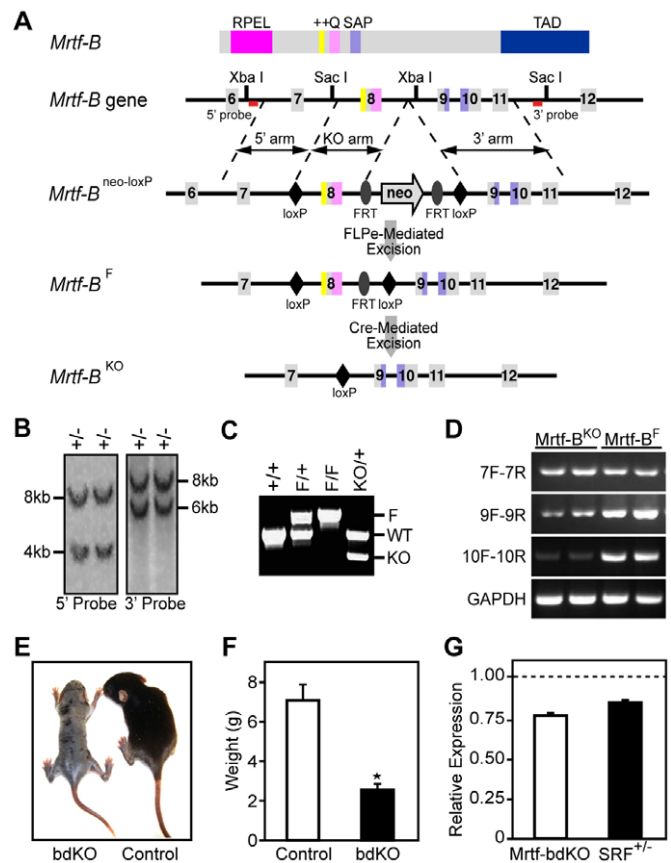 A
RPEL ++Q SAP TAD
Mrtf-B
Xba I Sac I Xba I Sac I
Mrtf-B gene 6 7 8 9 10 11 12
5' probe 3' probe
5' arm KO arm 3' arm
Mrtf-B neo-loxP 6 7 8 neo 9 10 11 12
loxP FRT FRT loxP
FLPe-Mediated
Excision
Mrtf-B F 7 8 9 10 11 12
loxP FRT loxP
Cre-Mediated
Excision
Mrtf-B KO 7 9 10 11 12
loxP
B
+/- +/- +/- +/-
8kb 8kb
6kb
4kb
5' Probe 3' Probe
C
+/+ F/+ F/F KO/+
F
WT
KO
D
Mrtf-BKO Mrtf-BF
7F-7R
9F-9R
10F-10R
GAPDH
E
bdKO Control
F
Weight (g)
8
6
4
2
0
*
Control bdKO
G
Relative Expression
1.00
0.75
0.50
0.25
0
Mrtf-bdKO SRF+/-